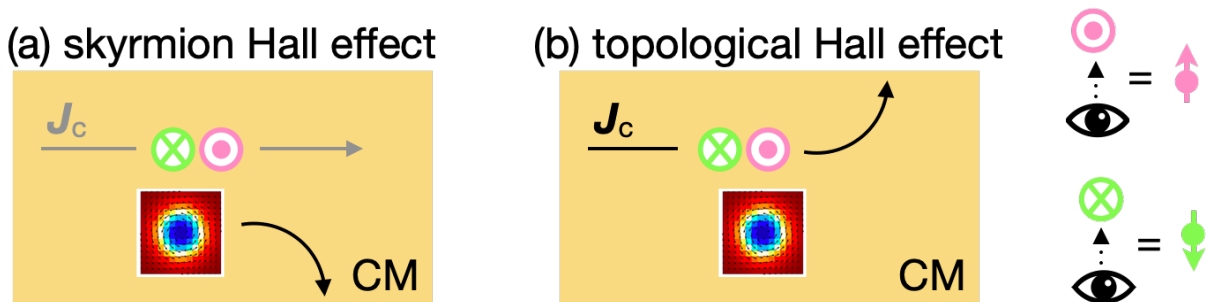 (a) skyrmion Hall effect
J c
CM
(b) topological Hall effect
J c
CM
=
=